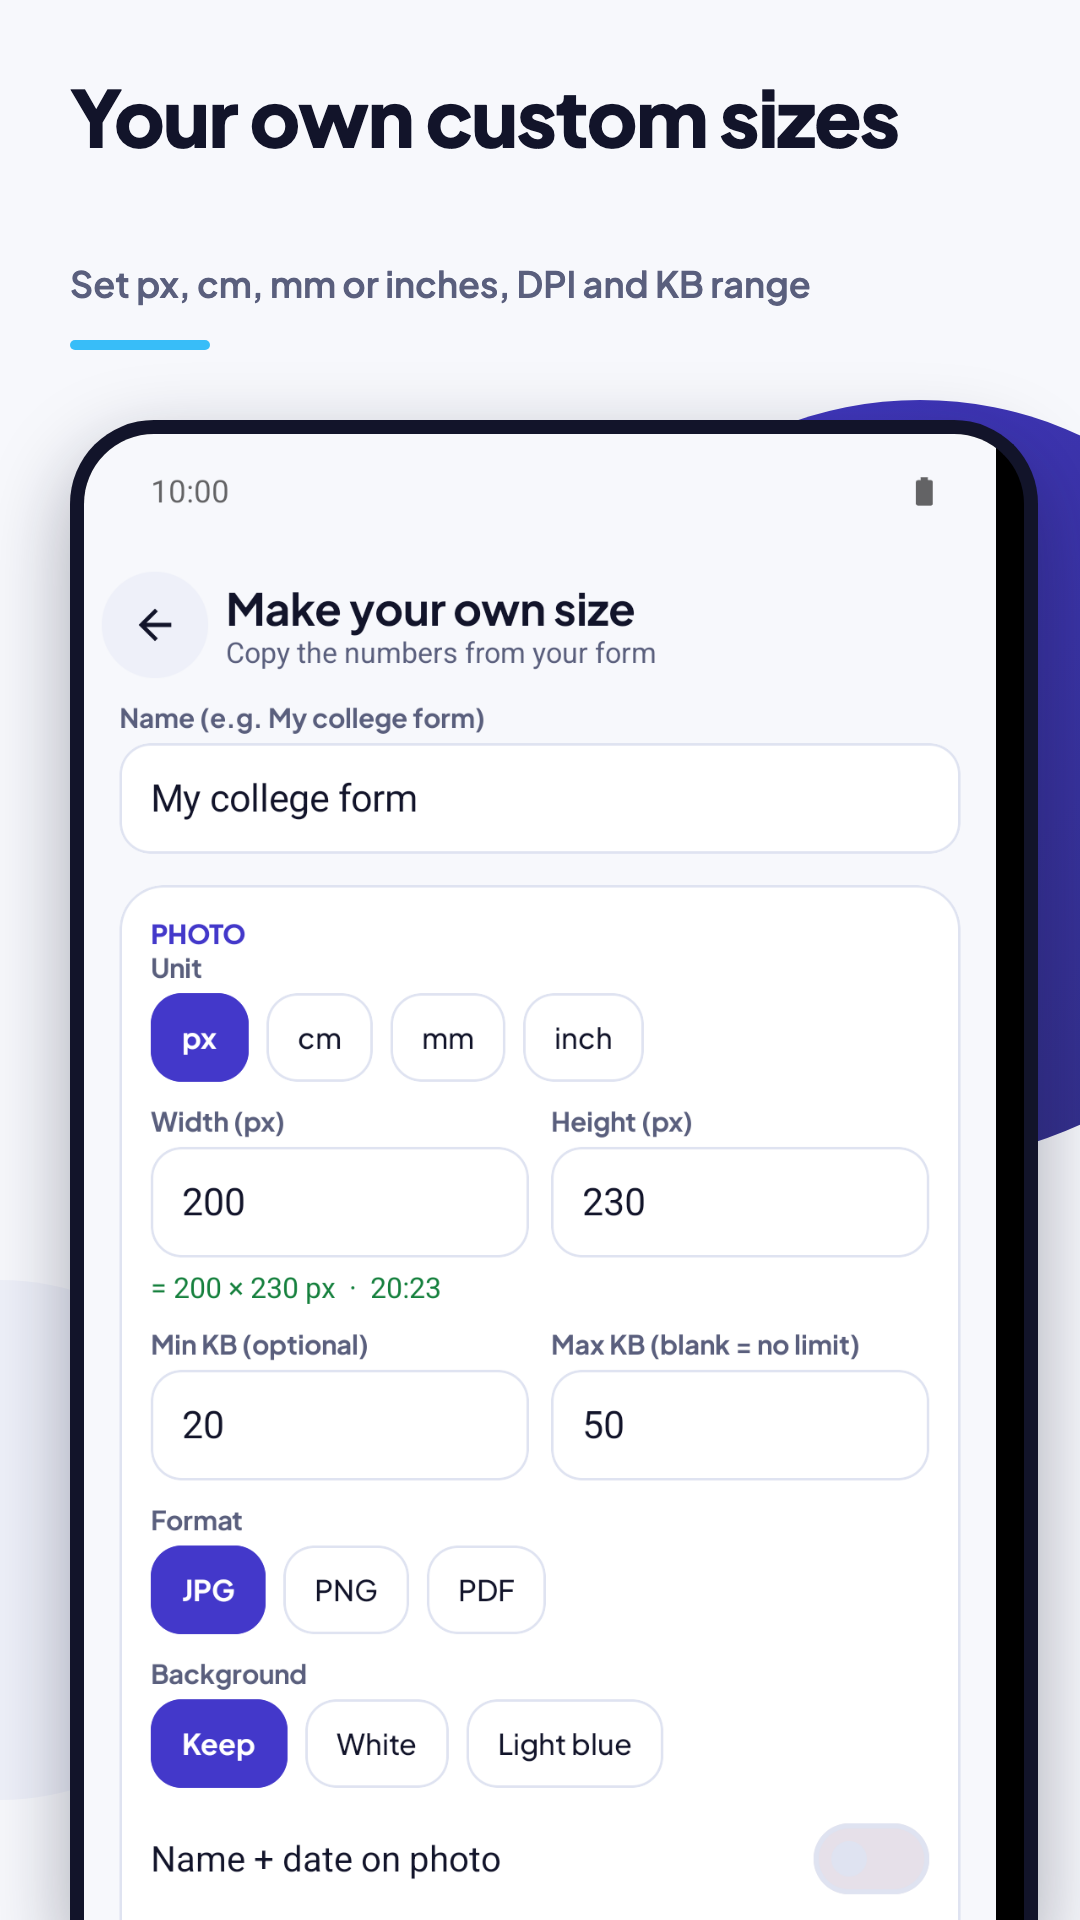 Your own custom sizes
Set px, cm, mm or inches, DPI and KB range
10:00
Make your own size
Copy the numbers from your form
Name (e.g. My college form)
My college form
PHOTO
Unit
px cm mm inch
Width (px) Height (px)
200 230
= 200 × 230 px · 20:23
Min KB (optional) Max KB (blank = no limit)
20 50
Format
JPG PNG PDF
Background
Keep White Light blue
Name + date on photo